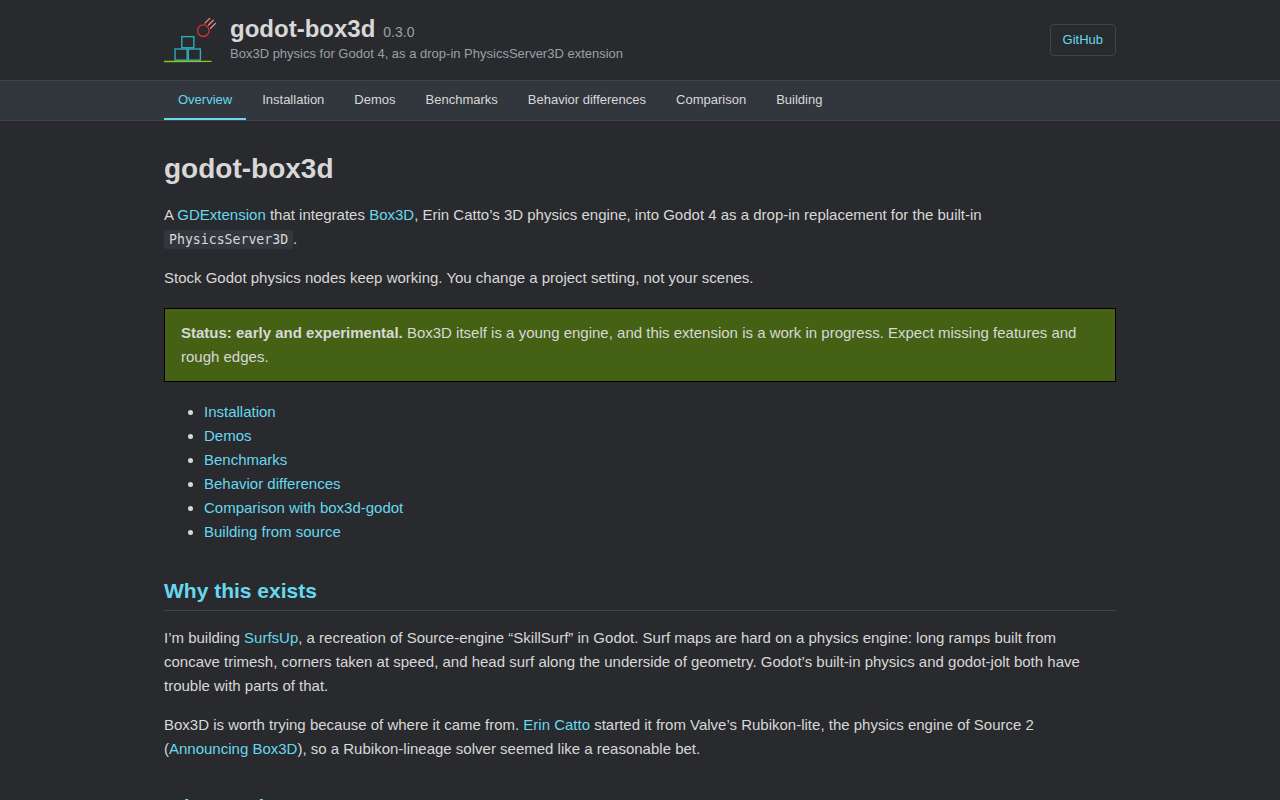 godot-box3d 0.3.0
Box3D physics for Godot 4, as a drop-in PhysicsServer3D extension
GitHub
Overview Installation Demos Benchmarks Behavior differences Comparison Building
godot-box3d
A GDExtension that integrates Box3D, Erin Catto’s 3D physics engine, into Godot 4 as a drop-in replacement for the built-in
PhysicsServer3D.
Stock Godot physics nodes keep working. You change a project setting, not your scenes.
Status: early and experimental. Box3D itself is a young engine, and this extension is a work in progress. Expect missing features and
rough edges.
Installation
Demos
Benchmarks
Behavior differences
Comparison with box3d-godot
Building from source
Why this exists
I’m building SurfsUp, a recreation of Source-engine “SkillSurf” in Godot. Surf maps are hard on a physics engine: long ramps built from
concave trimesh, corners taken at speed, and head surf along the underside of geometry. Godot’s built-in physics and godot-jolt both have
trouble with parts of that.
Box3D is worth trying because of where it came from. Erin Catto started it from Valve’s Rubikon-lite, the physics engine of Source 2
(Announcing Box3D), so a Rubikon-lineage solver seemed like a reasonable bet.